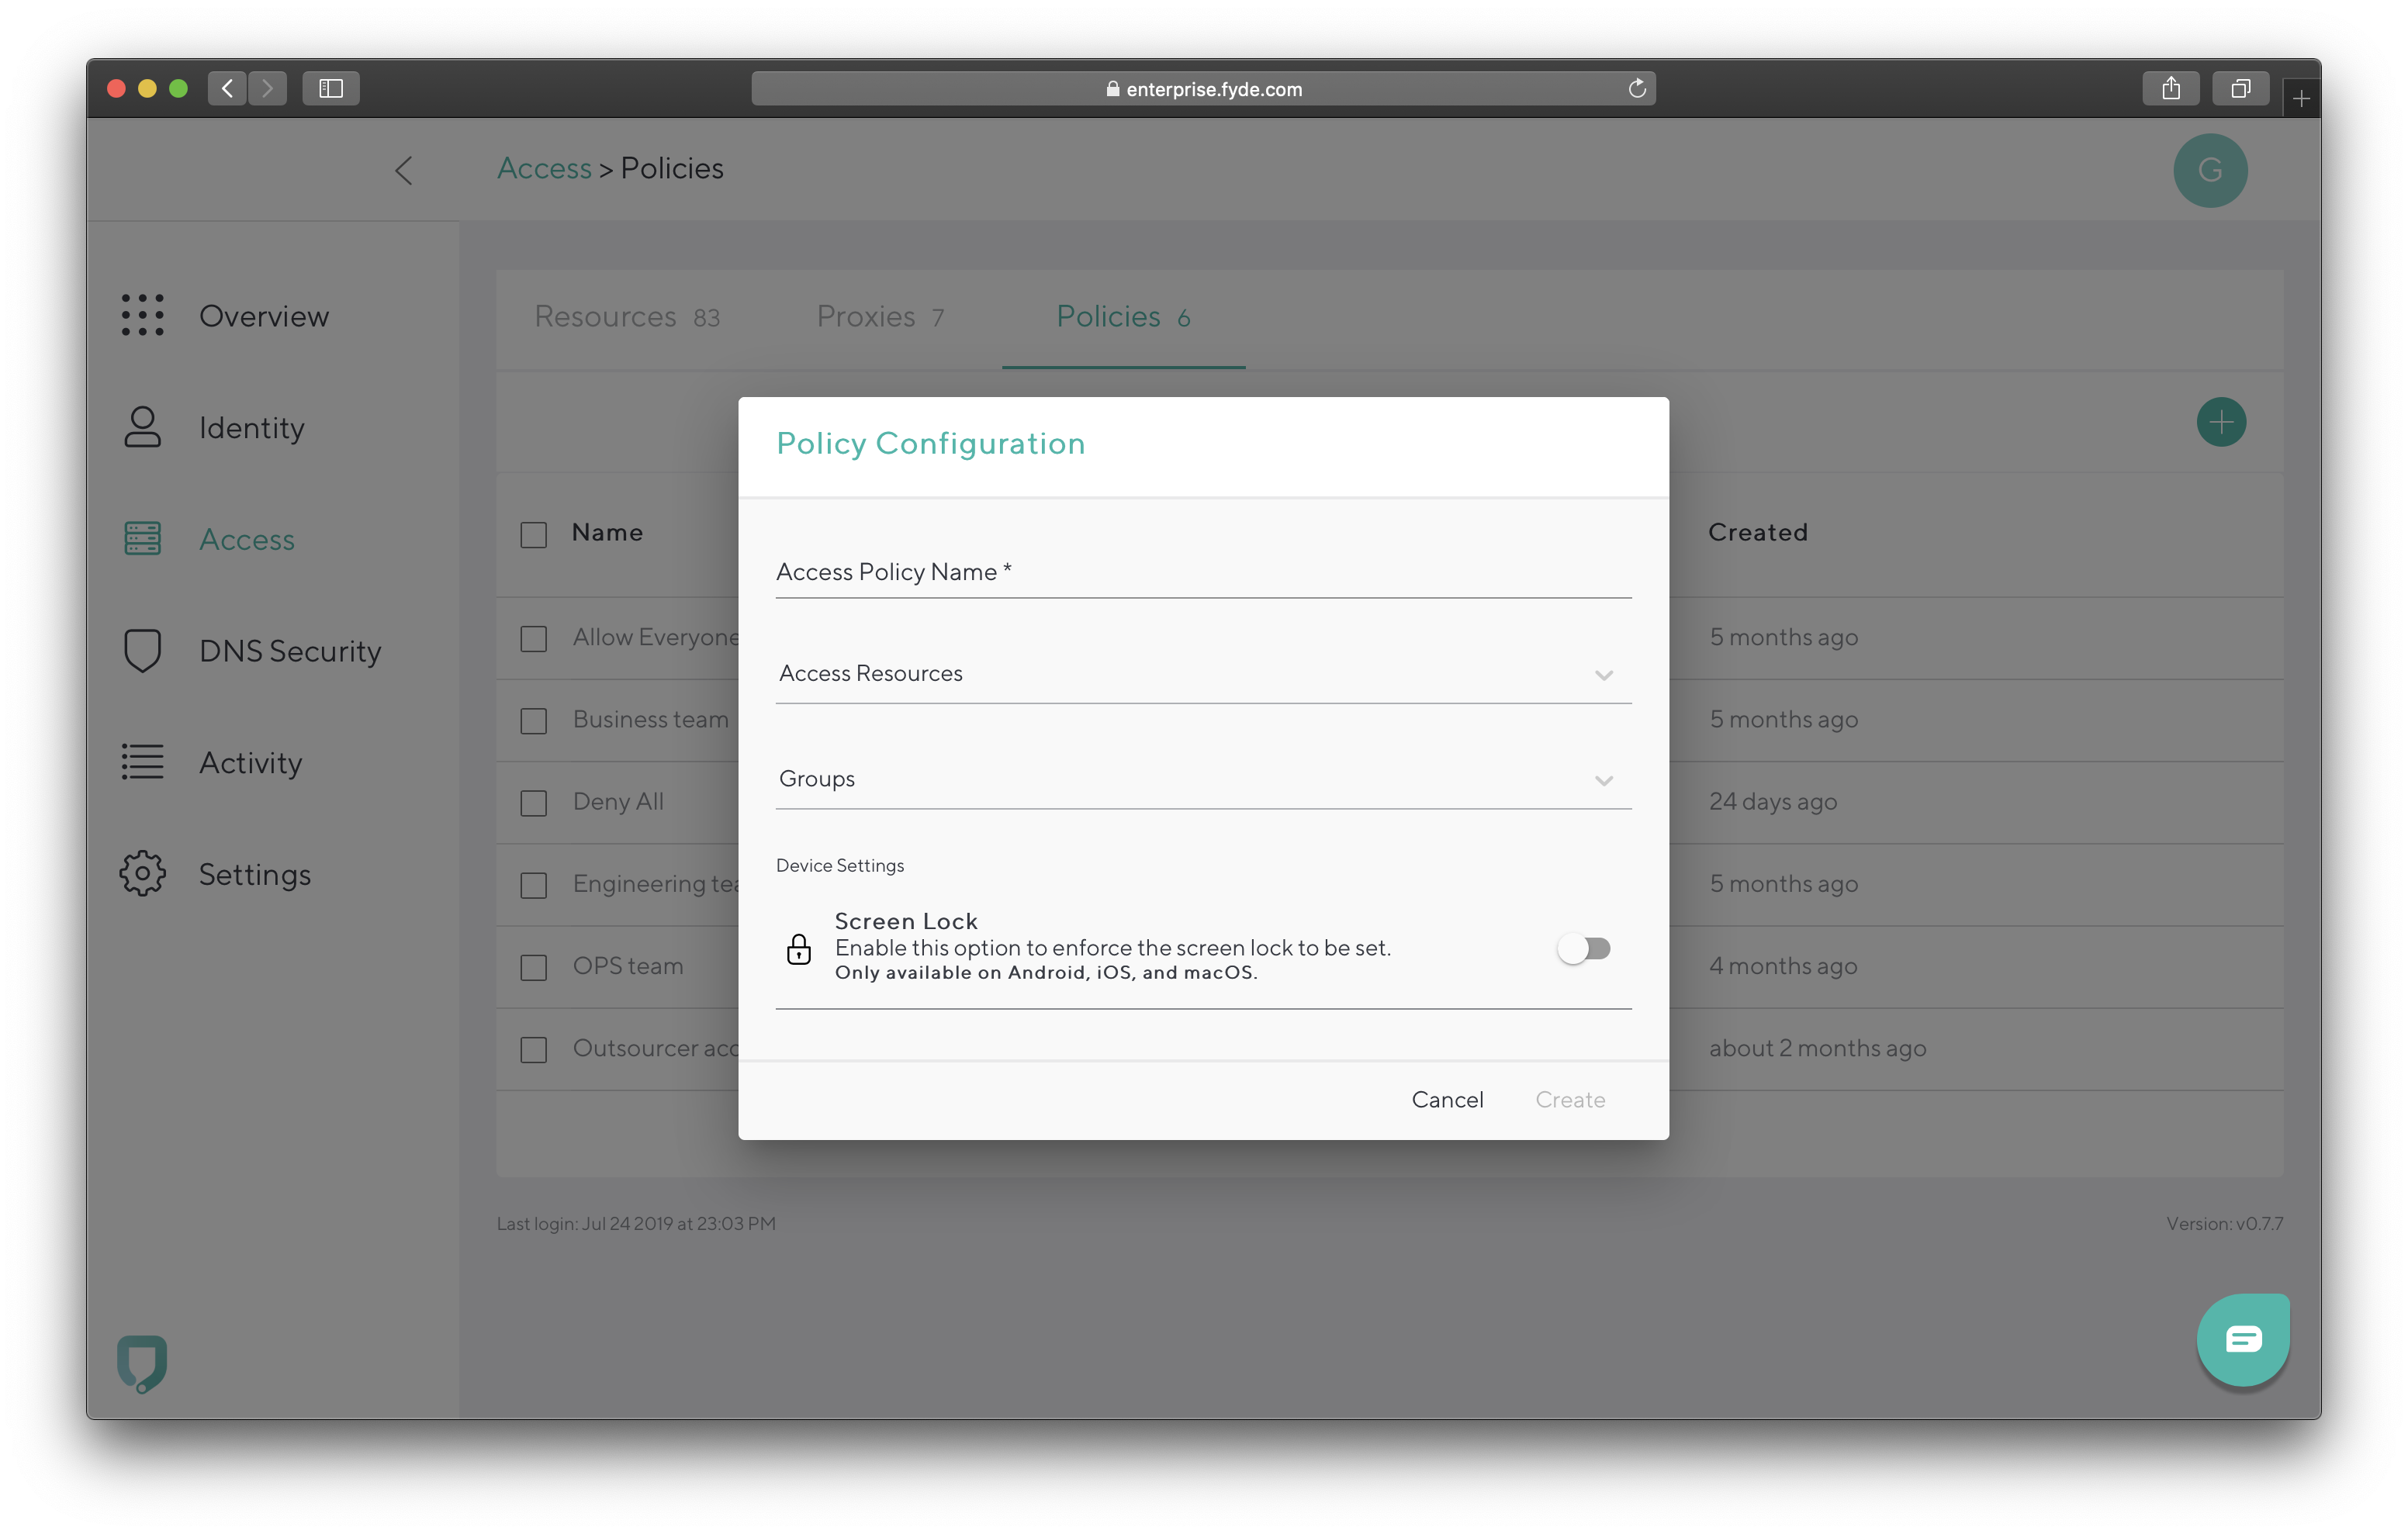 enterprise.fyde.com
Access > Policies
G
Overview
Identity
Access
DNS Security
Activity
Settings
Resources 83
Proxies 7
Policies 6
Name
Created
Allow Everyone
5 months ago
Business team
5 months ago
Deny All
24 days ago
Engineering
5 months ago
OPS team
4 months ago
Outsourcer
about 2 months ago
Policy Configuration
Access Policy Name *
Access Resources
Groups
Device Settings
Screen Lock
Enable this option to enforce the screen lock to be set.
Only available on Android, iOS, and macOS.
Cancel
Create
Last login: Jul 24 2019 at 23:03 PM
Version: v0.7.7